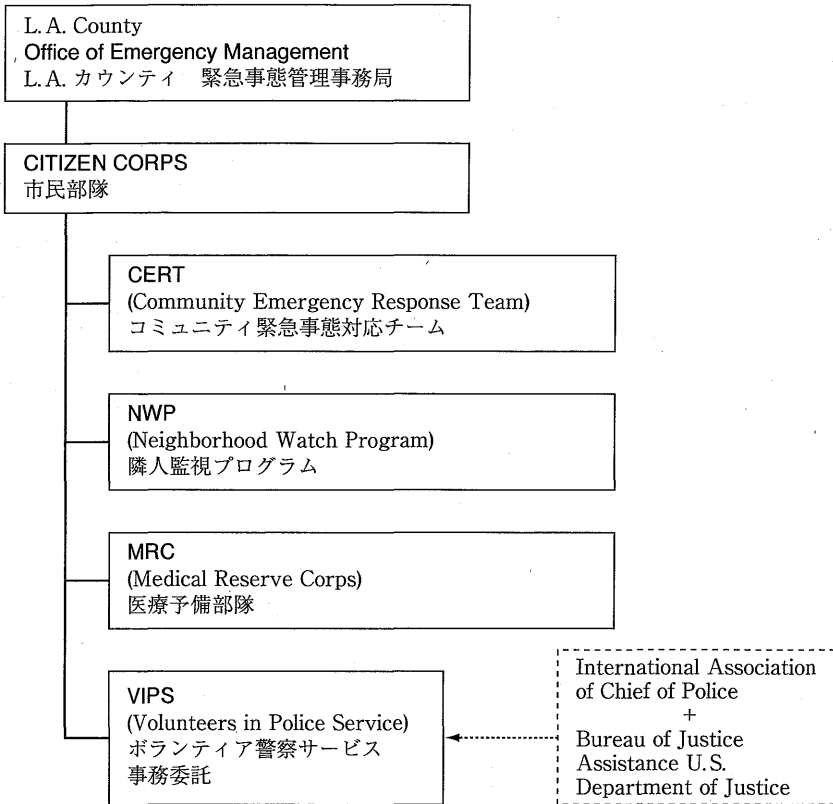 L. A. County
Office of Emergency Management
L. A. カウンティ 緊急事態管理事務局
CITIZEN CORPS
市民部隊
CERT
(Community Emergency Response Team)
コミュニティ緊急事態対応チーム
NWP
(Neighborhood Watch Program)
隣人監視プログラム
MRC
(Medical Reserve Corps)
医療予備部隊
VIPS
(Volunteers in Police Service)
ボランティア警察サービス
事務委託
International Association
of Chief of Police
+
Bureau of Justice
Assistance U.S.
Department of Justice